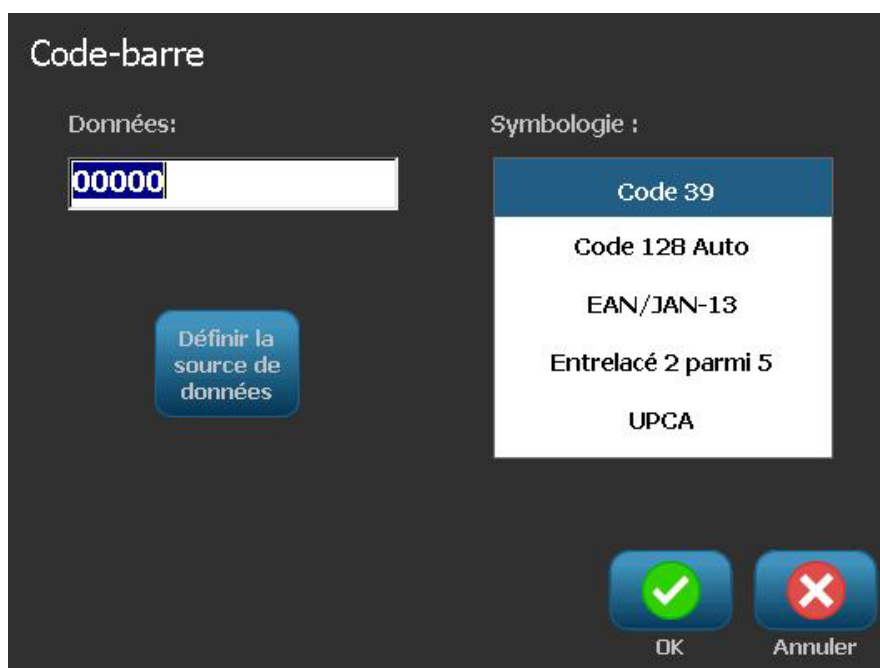 Code-barre
Données:
00000
Définir la
source de
données
Symbologie :
Code 39
Code 128 Auto
EAN/JAN-13
Entrelacé 2 parmi 5
UPCA
OK
Annuler